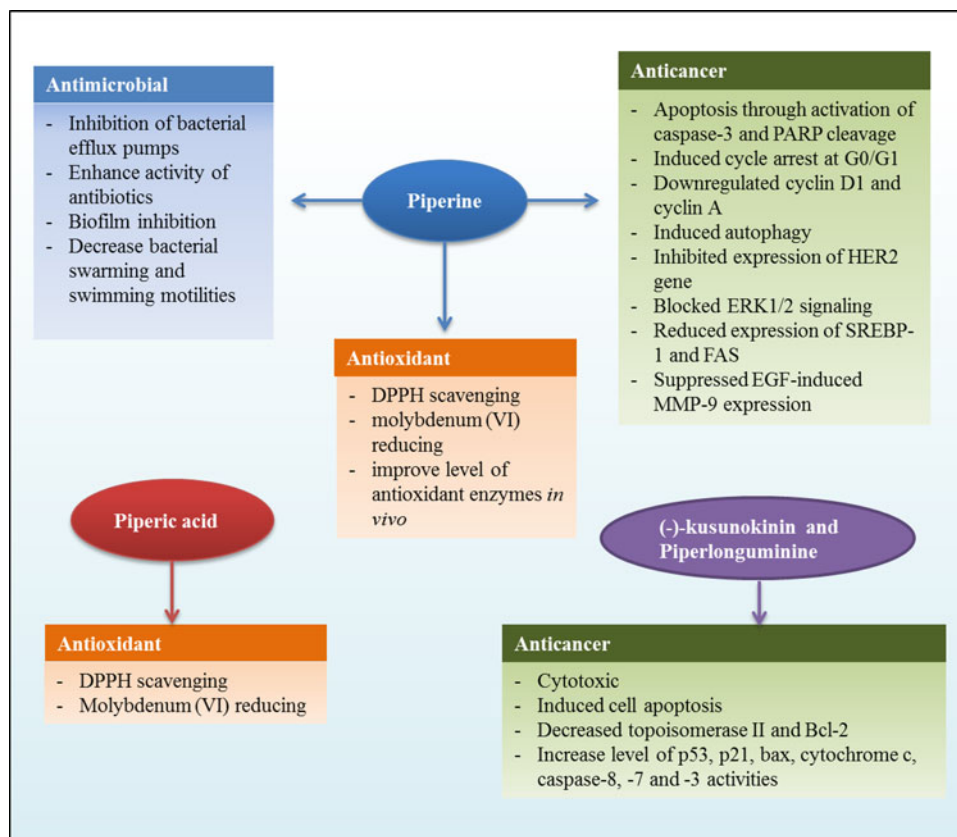 Antimicrobial
- Inhibition of bacterial
efflux pumps
- Enhance activity of
antibiotics
- Biofilm inhibition
- Decrease bacterial
swarming and
swimming motilities
Piperine
Anticancer
- Apoptosis through activation of
caspase-3 and PARP cleavage
- Induced cycle arrest at G0/G1
- Downregulated cyclin D1 and
cyclin A
- Induced autophagy
- Inhibited expression of HER2
gene
- Blocked ERK1/2 signaling
- Reduced expression of SREBP-
1 and FAS
- Suppressed EGF-induced
MMP-9 expression
Antioxidant
- DPPH scavenging
- molybdenum (VI)
reducing
- improve level of
antioxidant enzymes in
vivo
Piperic acid
Antioxidant
- DPPH scavenging
- Molybdenum (VI) reducing
(-)-kusunokinin and
Piperlonguminine
Anticancer
- Cytotoxic
- Induced cell apoptosis
- Decreased topoisomerase II and Bcl-2
- Increase level of p53, p21, bax, cytochrome c,
caspase-8, -7 and -3 activities